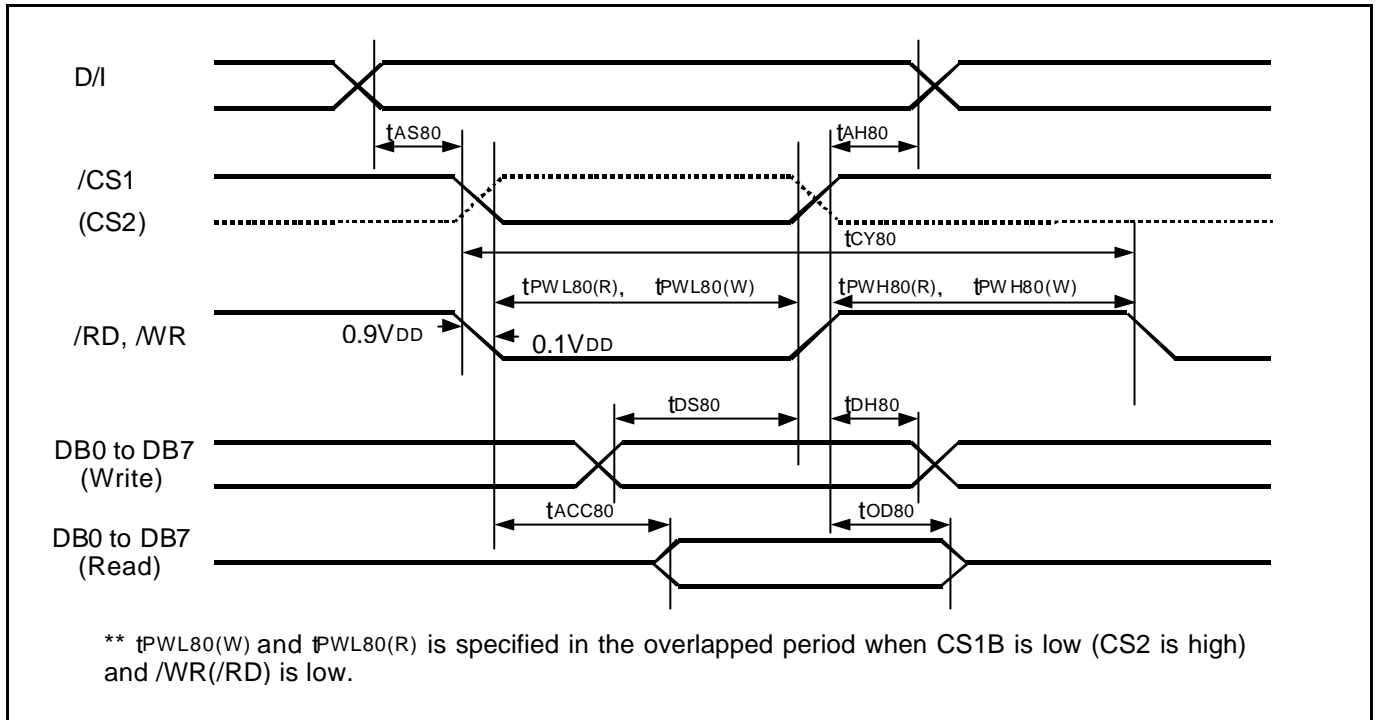 D/I
tAS80
tAH80
/CS1
(CS2)
tCY80
tPWL80(R), tPWL80(W)
tPWH80(R), tPWH80(W)
/RD, /WR
0.9VDD
0.1VDD
tDS80
tDH80
DB0 to DB7
(Write)
tACC80
tOD80
DB0 to DB7
(Read)
** tPWL80(W) and tPWL80(R) is specified in the overlapped period when CS1B is low (CS2 is high)
and /WR(/RD) is low.